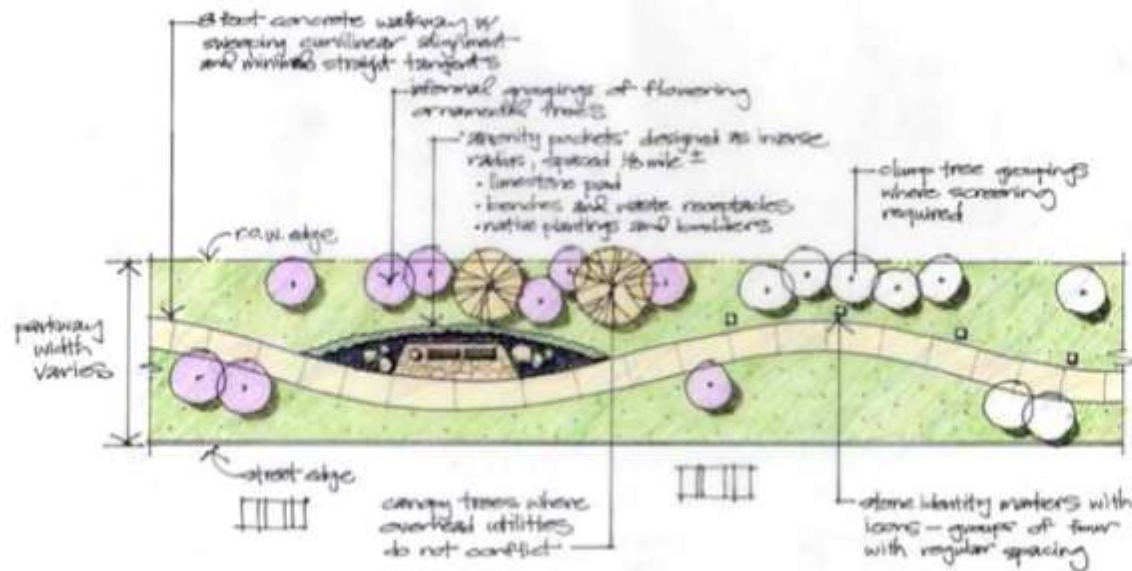 8 foot concrete walkway w/
sweeping curvilinear alignment
and minimal straight tangents
informal groupings of flowering
ornamental trees
'amenity pockets' designed as inverse
radius, spaced 1/8 mile ±
• limestone pad
• benches and waste receptacles
• native plantings and boulders
clump tree groupings
where screening
required
r.o.w. edge
parkway
width
varies
street edge
canopy trees where
overhead utilities
do not conflict
stone identity markers with
icons – groups of four
with regular spacing